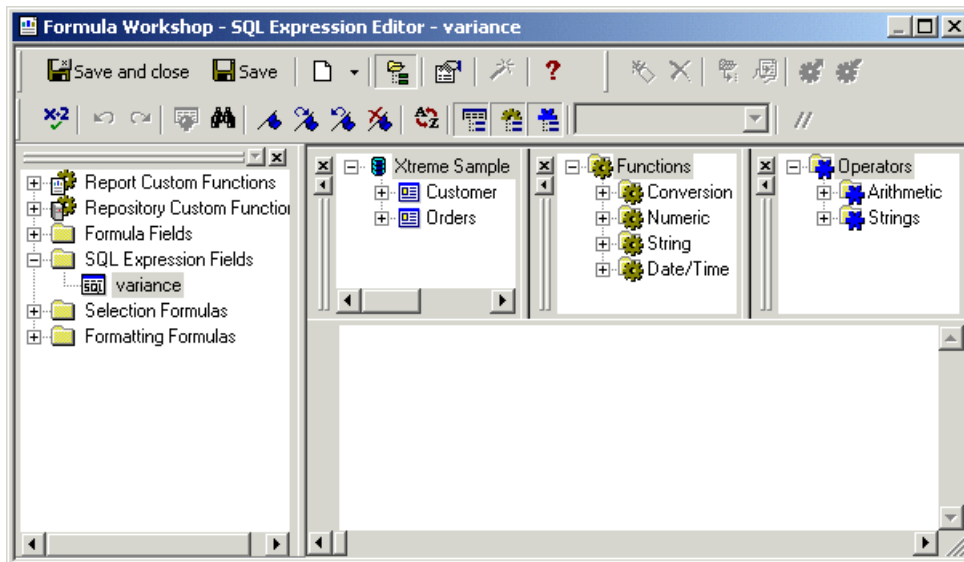 Formula Workshop - SQL Expression Editor - variance
Save and close Save
Report Custom Functions
Repository Custom Function
Formula Fields
SQL Expression Fields
SQL variance
Selection Formulas
Formatting Formulas
Xtreme Sample
Customer
Orders
Functions
Conversion
Numeric
String
Date/Time
Operators
Arithmetic
Strings